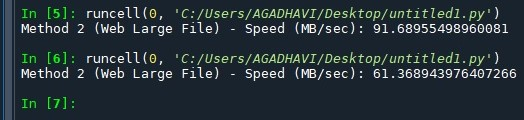 In [5]: runcell(0, 'C:/Users/AGADHAVI/Desktop/untitled1.py')
Method 2 (Web Large File) - Speed (MB/sec): 91.68955498960081
In [6]: runcell(0, 'C:/Users/AGADHAVI/Desktop/untitled1.py')
Method 2 (Web Large File) - Speed (MB/sec): 61.368943976407266
In [7]: